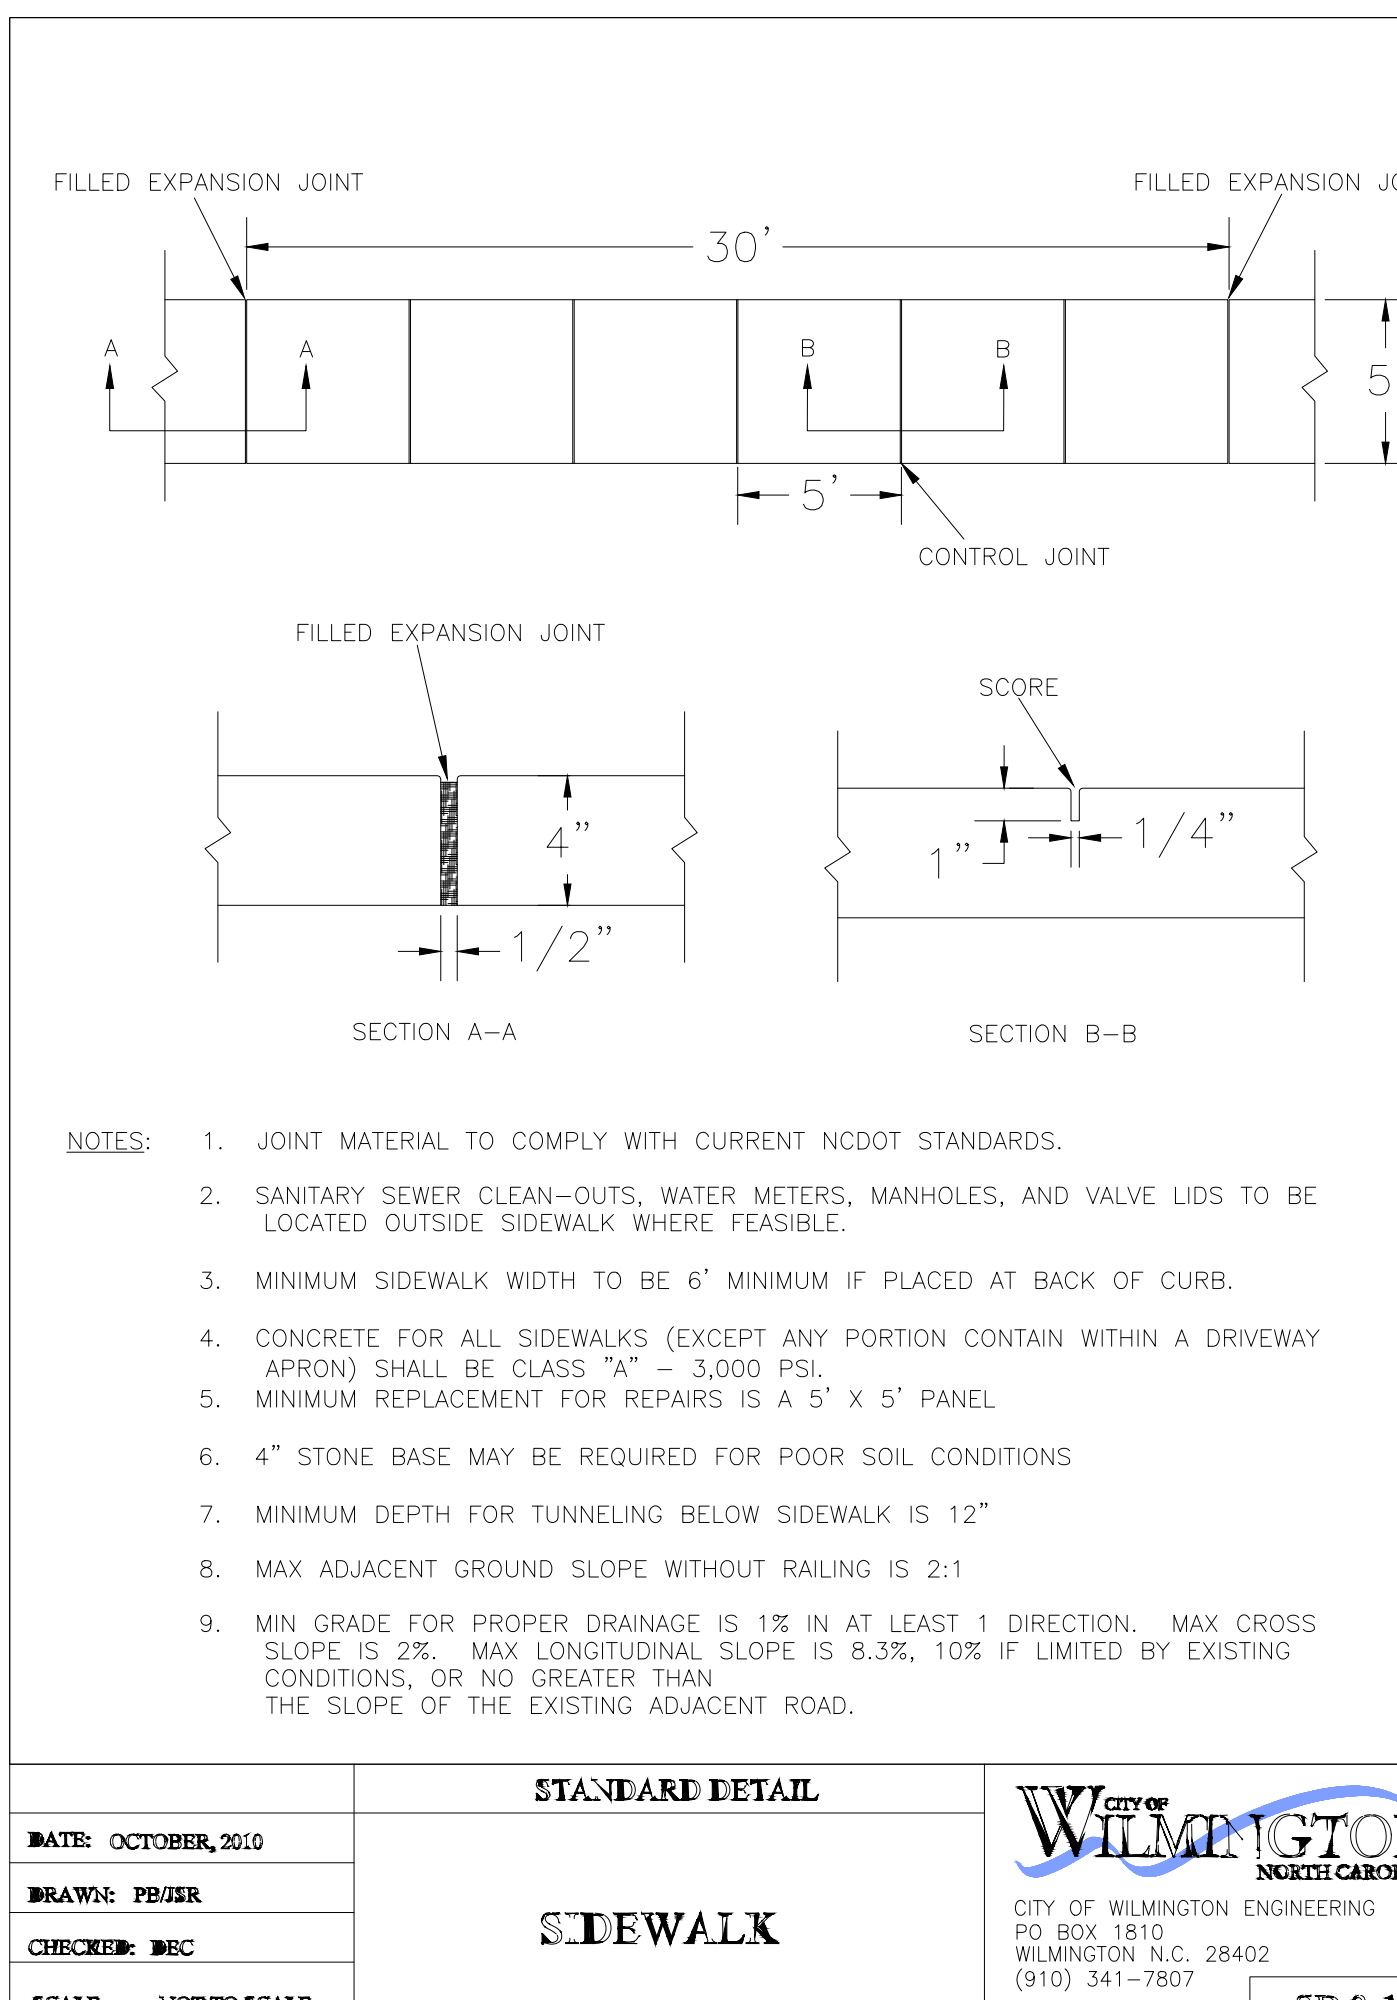 FILLED EXPANSION JOINT
FILLED EXPANSION
30'
A A B B
5
5'
CONTROL JOINT
FILLED EXPANSION JOINT
SCORE
4"
1/4"
1"
1/2"
SECTION A-A
SECTION B-B
NOTES: 1. JOINT MATERIAL TO COMPLY WITH CURRENT NCDOT STANDARDS.
2. SANITARY SEWER CLEAN-OUTS, WATER METERS, MANHOLES, AND VALVE LIDS TO BE
LOCATED OUTSIDE SIDEWALK WHERE FEASIBLE.
3. MINIMUM SIDEWALK WIDTH TO BE 6' MINIMUM IF PLACED AT BACK OF CURB.
4. CONCRETE FOR ALL SIDEWALKS (EXCEPT ANY PORTION CONTAIN WITHIN A DRIVEWAY
APRON) SHALL BE CLASS "A" – 3,000 PSI.
5. MINIMUM REPLACEMENT FOR REPAIRS IS A 5' X 5' PANEL
6. 4" STONE BASE MAY BE REQUIRED FOR POOR SOIL CONDITIONS
7. MINIMUM DEPTH FOR TUNNELING BELOW SIDEWALK IS 12"
8. MAX ADJACENT GROUND SLOPE WITHOUT RAILING IS 2:1
9. MIN GRADE FOR PROPER DRAINAGE IS 1% IN AT LEAST 1 DIRECTION. MAX CROSS
SLOPE IS 2%. MAX LONGITUDINAL SLOPE IS 8.3%, 10% IF LIMITED BY EXISTING
CONDITIONS, OR NO GREATER THAN
THE SLOPE OF THE EXISTING ADJACENT ROAD.
STANDARD DETAIL
DATE: OCTOBER, 2010
DRAWN: PB/JSR
CHECKED: DEC
SCALE NOT TO SCALE
SIDEWALK
CITY OF
NORTH
CITY OF WILMINGTON ENGINEERING
PO BOX 1810
WILMINGTON N.C. 28402
(910) 341-7807